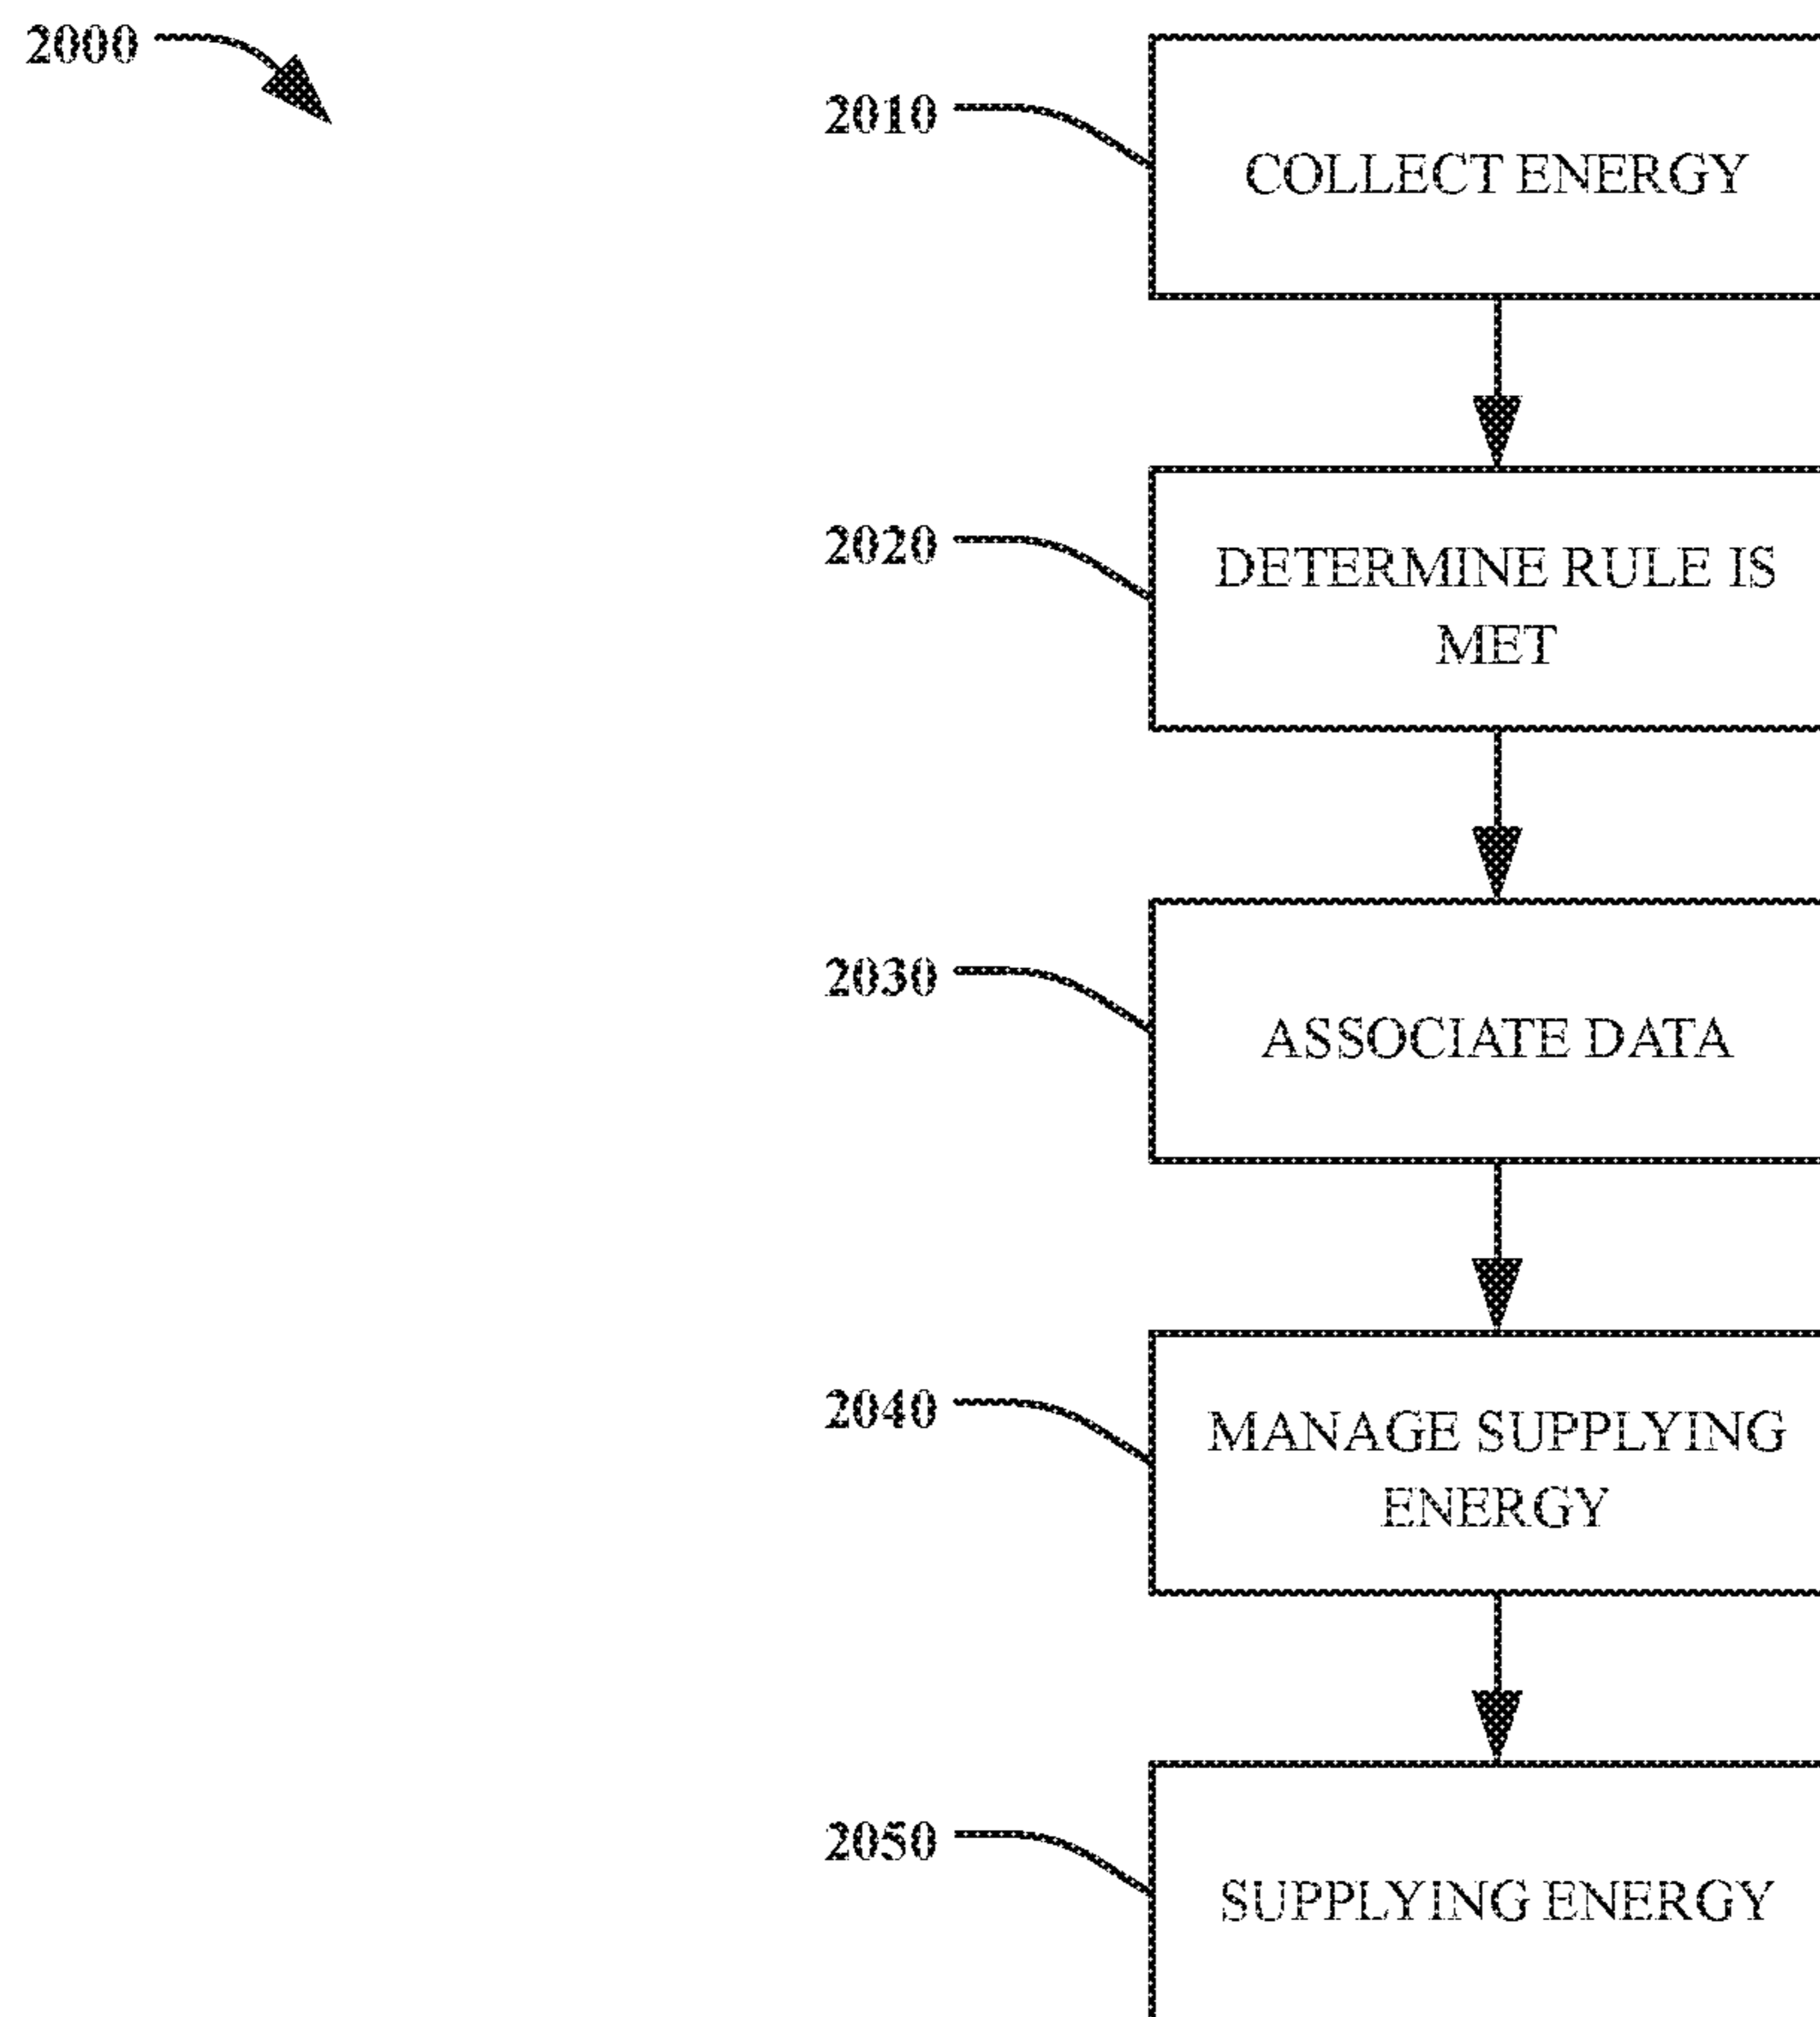 2000
2010
COLLECT ENERGY
2020
DETERMINE RULE IS
MET
2030
ASSOCIATE DATA
2040
MANAGE SUPPLYING
ENERGY
2050
SUPPLYING ENERGY